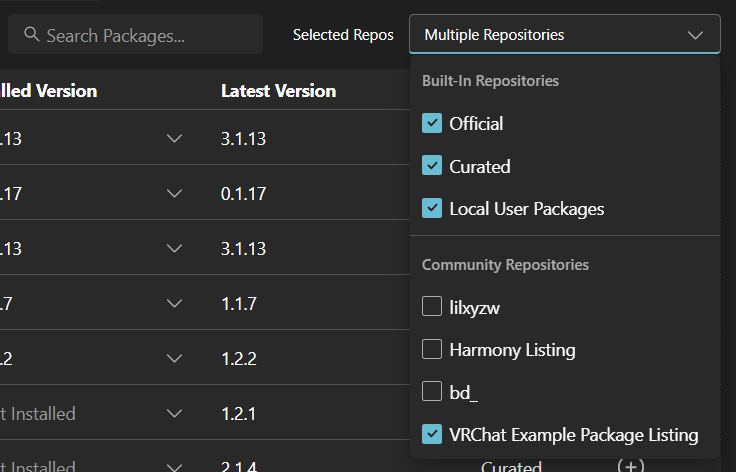 Search Packages...
Selected Repos
Multiple Repositories
lled Version
Latest Version
Built-In Repositories
Official
.13
3.1.13
Curated
.17
0.1.17
Local User Packages
.13
3.1.13
Community Repositories
.7
1.1.7
lilxyzw
Harmony Listing
.2
1.2.2
bd_
t Installed
1.2.1
VRChat Example Package Listing
t Installed
2.1.4
Curated